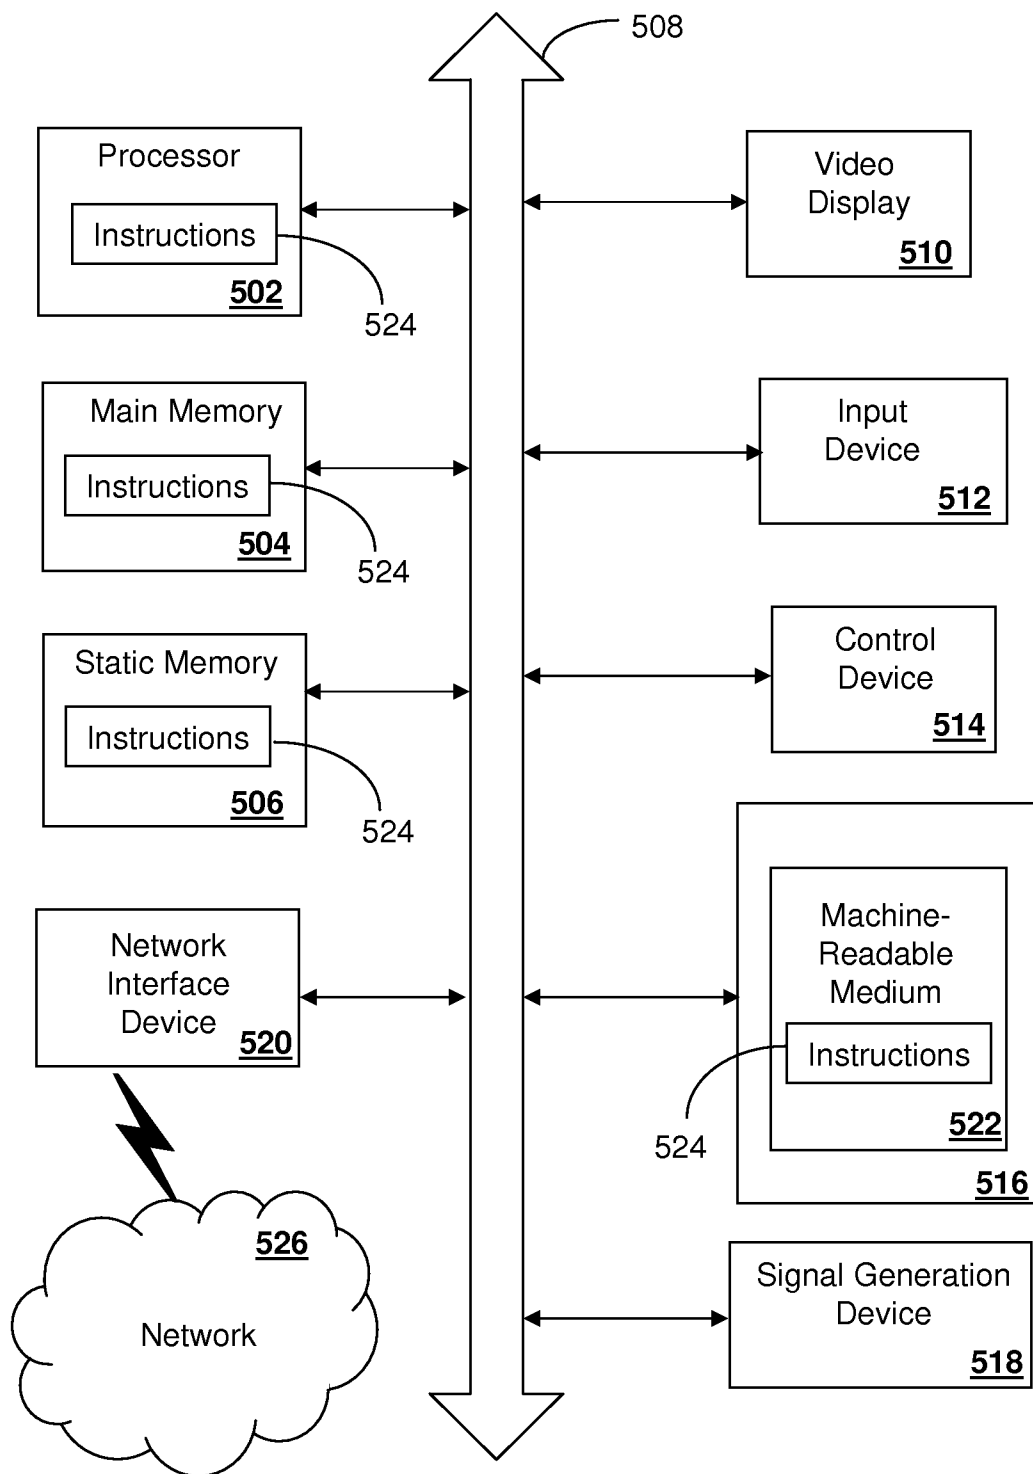 508
Processor
Instructions
502
524
Main Memory
Instructions
504
524
Static Memory
Instructions
506
524
Network
Interface
Device
520
526
Network
Video
Display
510
Input
Device
512
Control
Device
514
Machine-
Readable
Medium
Instructions
522
524
516
Signal Generation
Device
518